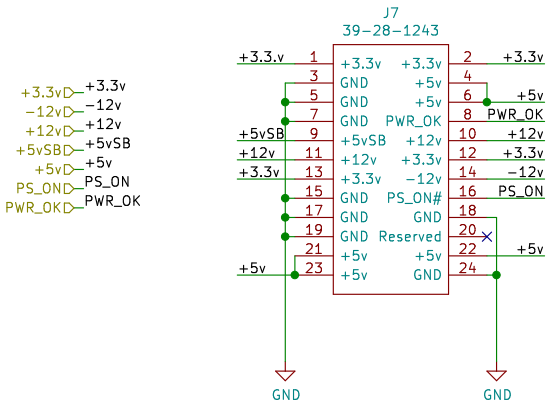 J7
39-28-1243
+3.3.v 1 +3.3v +3.3v 2 +3.3v
3 GND +5v 4
5 GND +5v 6 +5v
7 GND PWR_OK 8 PWR_OK
+5vSB 9 +5vSB +12v 10 +12v
+12v 11 +12v +3.3v 12 +3.3v
+3.3v 13 +3.3v -12v 14 -12v
15 GND PS_ON# 16 PS_ON
17 GND GND 18
19 GND Reserved 20
21 +5v +5v 22 +5v
+5v 23 +5v GND 24
GND GND
+3.3v +3.3v
-12v -12v
+12v +12v
+5vSB +5vSB
+5v +5v
PS_ON PS_ON
PWR_OK PWR_OK